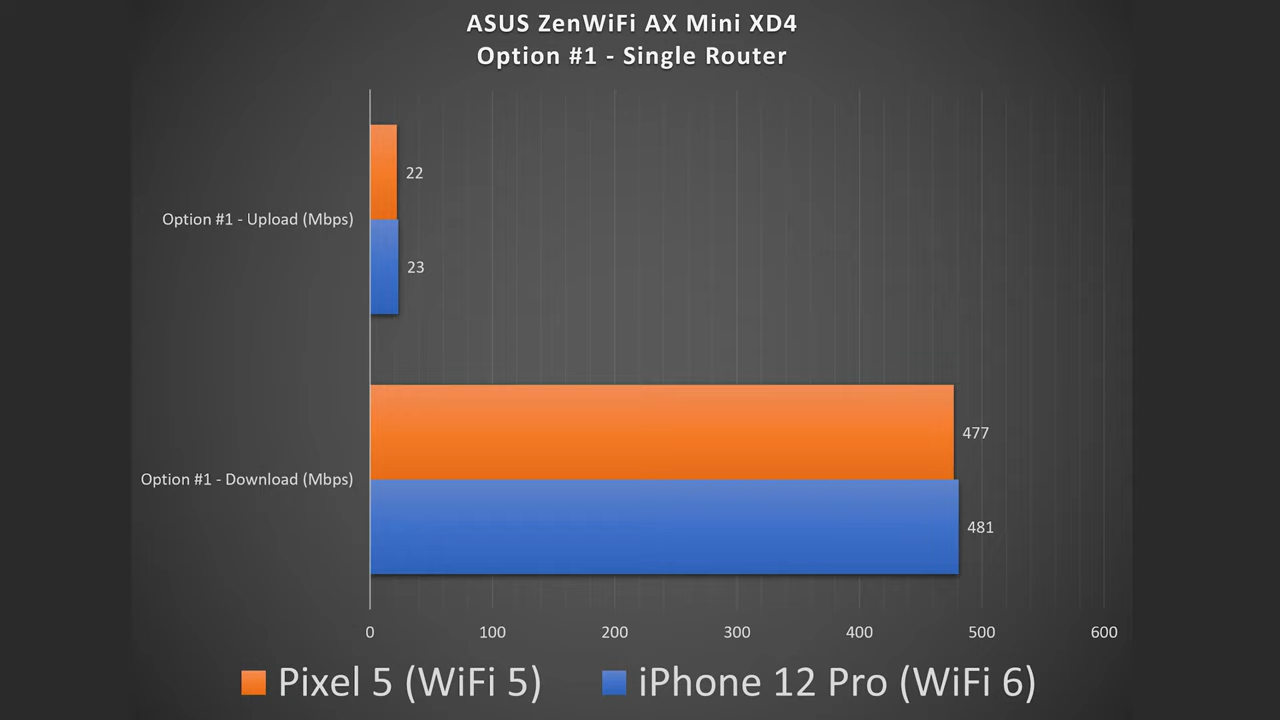 ASUS ZenWiFi AX Mini XD4
Option #1 - Single Router
22
Option #1 - Upload (Mbps)
23
477
Option #1 - Download (Mbps)
481
0 100 200 300 400 500 600
Pixel 5 (WiFi 5) iPhone 12 Pro (WiFi 6)